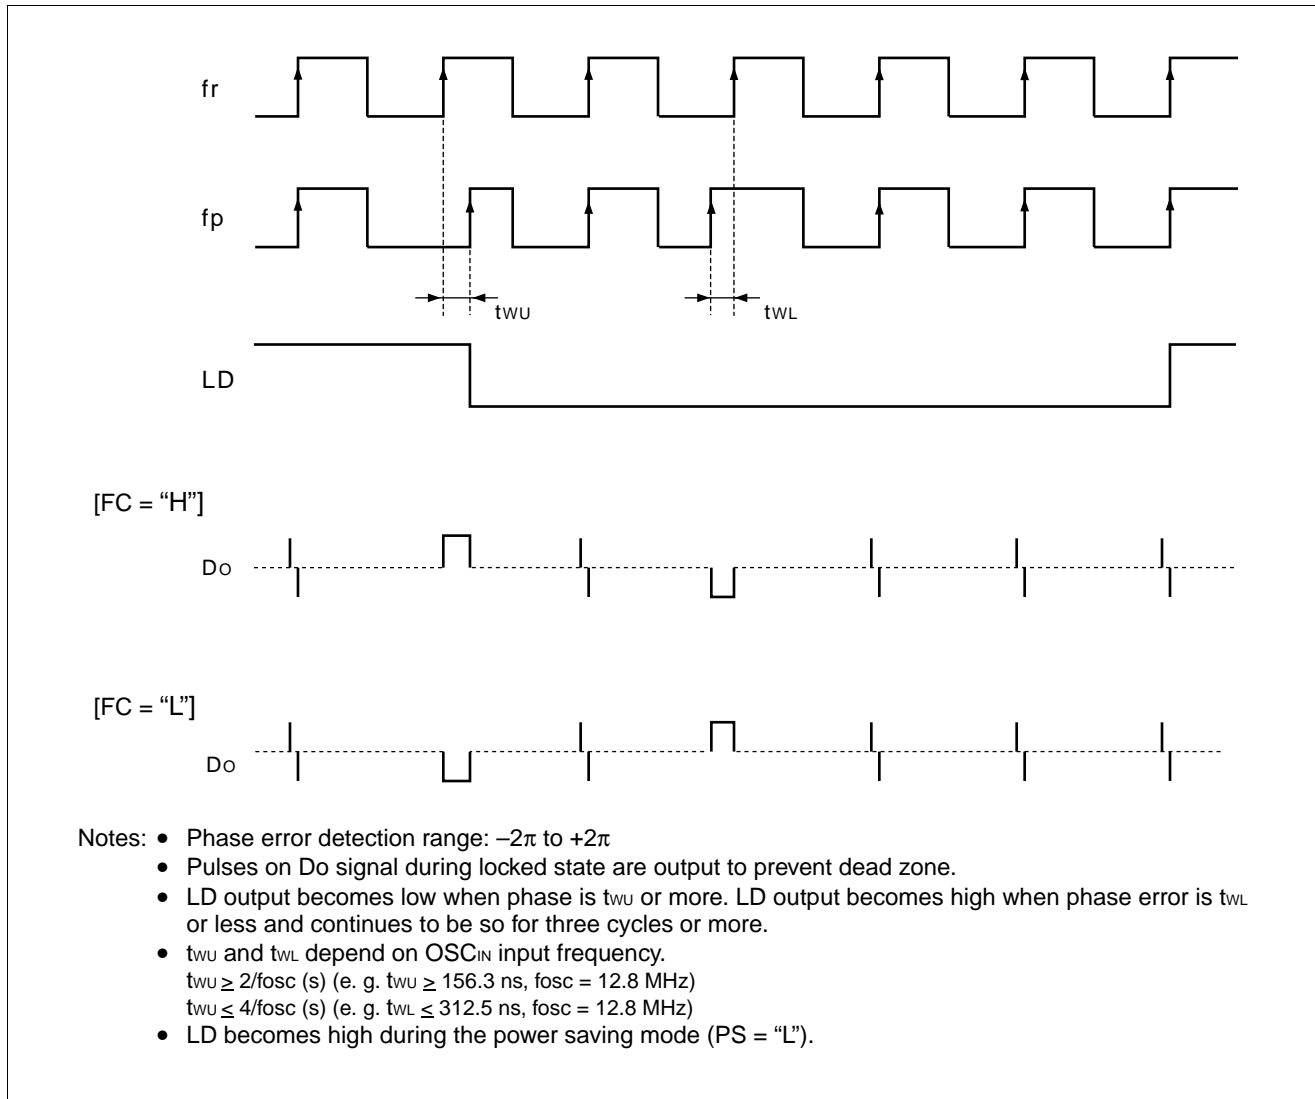 fr
fp
tWU
tWL
LD
[FC = “H”]
DO
[FC = “L”]
DO
Notes: • Phase error detection range: –2π to +2π
• Pulses on Do signal during locked state are output to prevent dead zone.
• LD output becomes low when phase is tWU or more. LD output becomes high when phase error is tWL
or less and continues to be so for three cycles or more.
• tWU and tWL depend on OSCIN input frequency.
tWU ≥ 2/fosc (s) (e. g. tWU ≥ 156.3 ns, fosc = 12.8 MHz)
tWU ≤ 4/fosc (s) (e. g. tWL ≤ 312.5 ns, fosc = 12.8 MHz)
• LD becomes high during the power saving mode (PS = “L”).